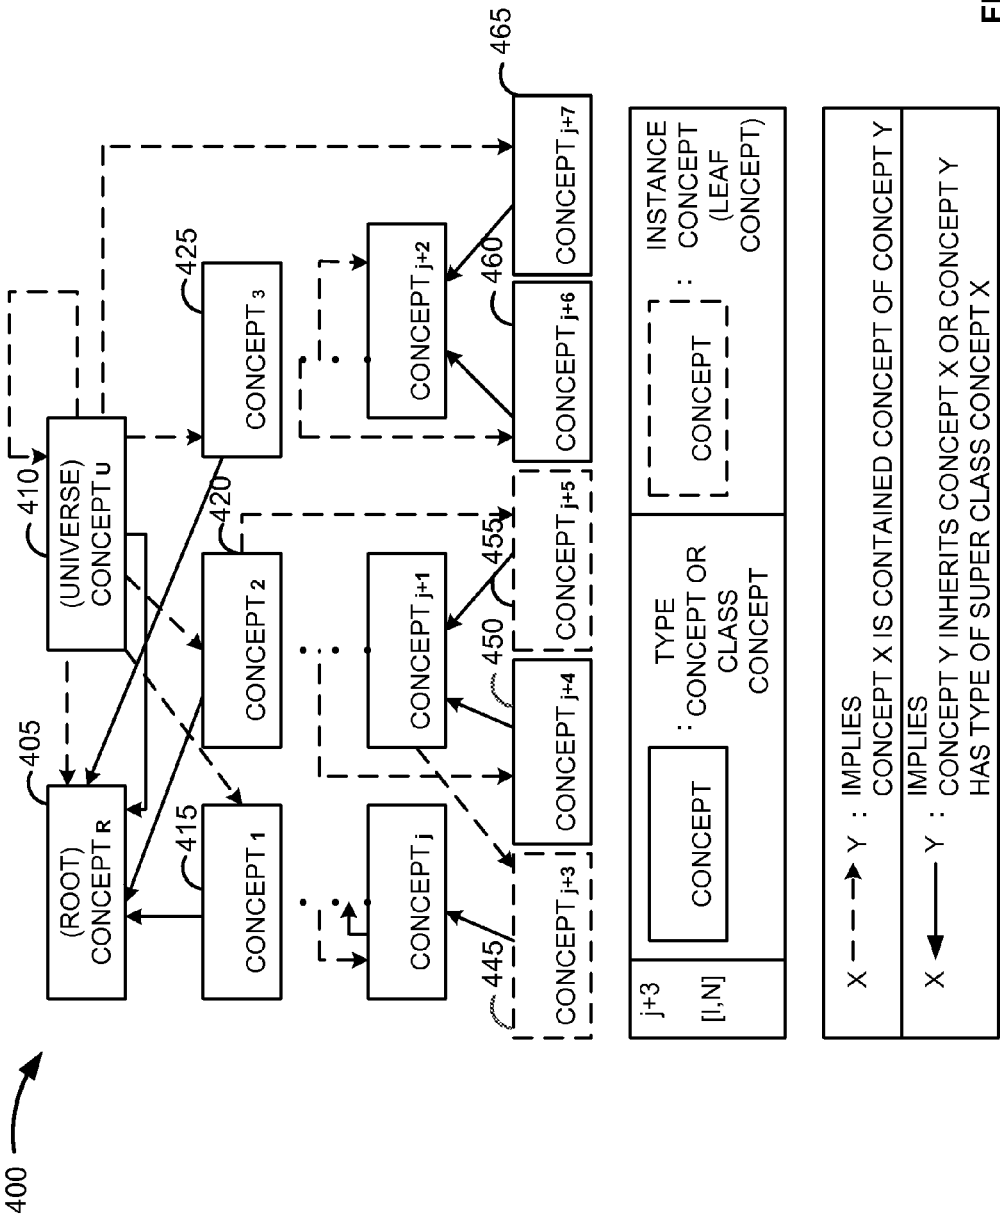 400
405
(ROOT)
CONCEPT R
410
(UNIVERSE)
CONCEPT U
415
CONCEPT 1
420
CONCEPT 2
425
CONCEPT 3
CONCEPT j
CONCEPT j+1
CONCEPT j+2
445
CONCEPT j+3
450
CONCEPT j+4
455
CONCEPT j+5
460
CONCEPT j+6
465
CONCEPT j+7
j+3
[I,N]
CONCEPT
TYPE
: CONCEPT OR
CLASS
CONCEPT
CONCEPT
INSTANCE
: CONCEPT
(LEAF
CONCEPT)
X Y : IMPLIES
CONCEPT X IS CONTAINED CONCEPT OF CONCEPT Y
X Y : IMPLIES
CONCEPT Y INHERITS CONCEPT X OR CONCEPT Y
HAS TYPE OF SUPER CLASS CONCEPT X